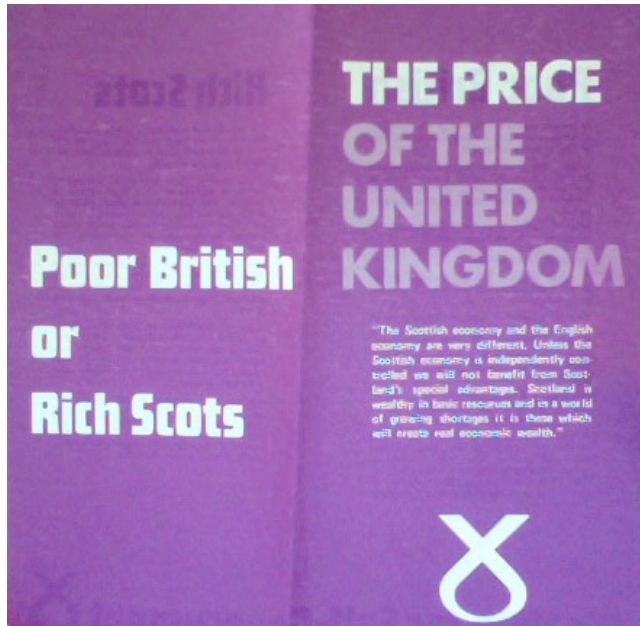 Poor British
or
Rich Scots
THE PRICE
OF THE
UNITED
KINGDOM
"The Scottish economy and the English
economy are very different. Unless the
Scottish economy is independently con-
trolled we will not benefit from Scot-
land's special advantages. Scotland is
wealthy in basic resources and in a world
of growing shortages it is these which
will create real economic wealth."
Rich Scots